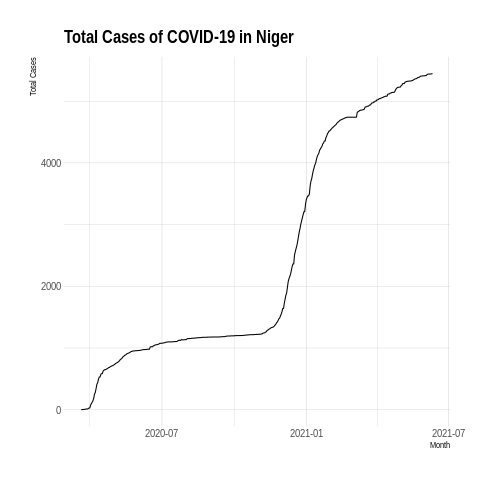 Total Cases of COVID-19 in Niger
Total Cases
4000
2000
0
2020-07
2021-01
2021-07
Month